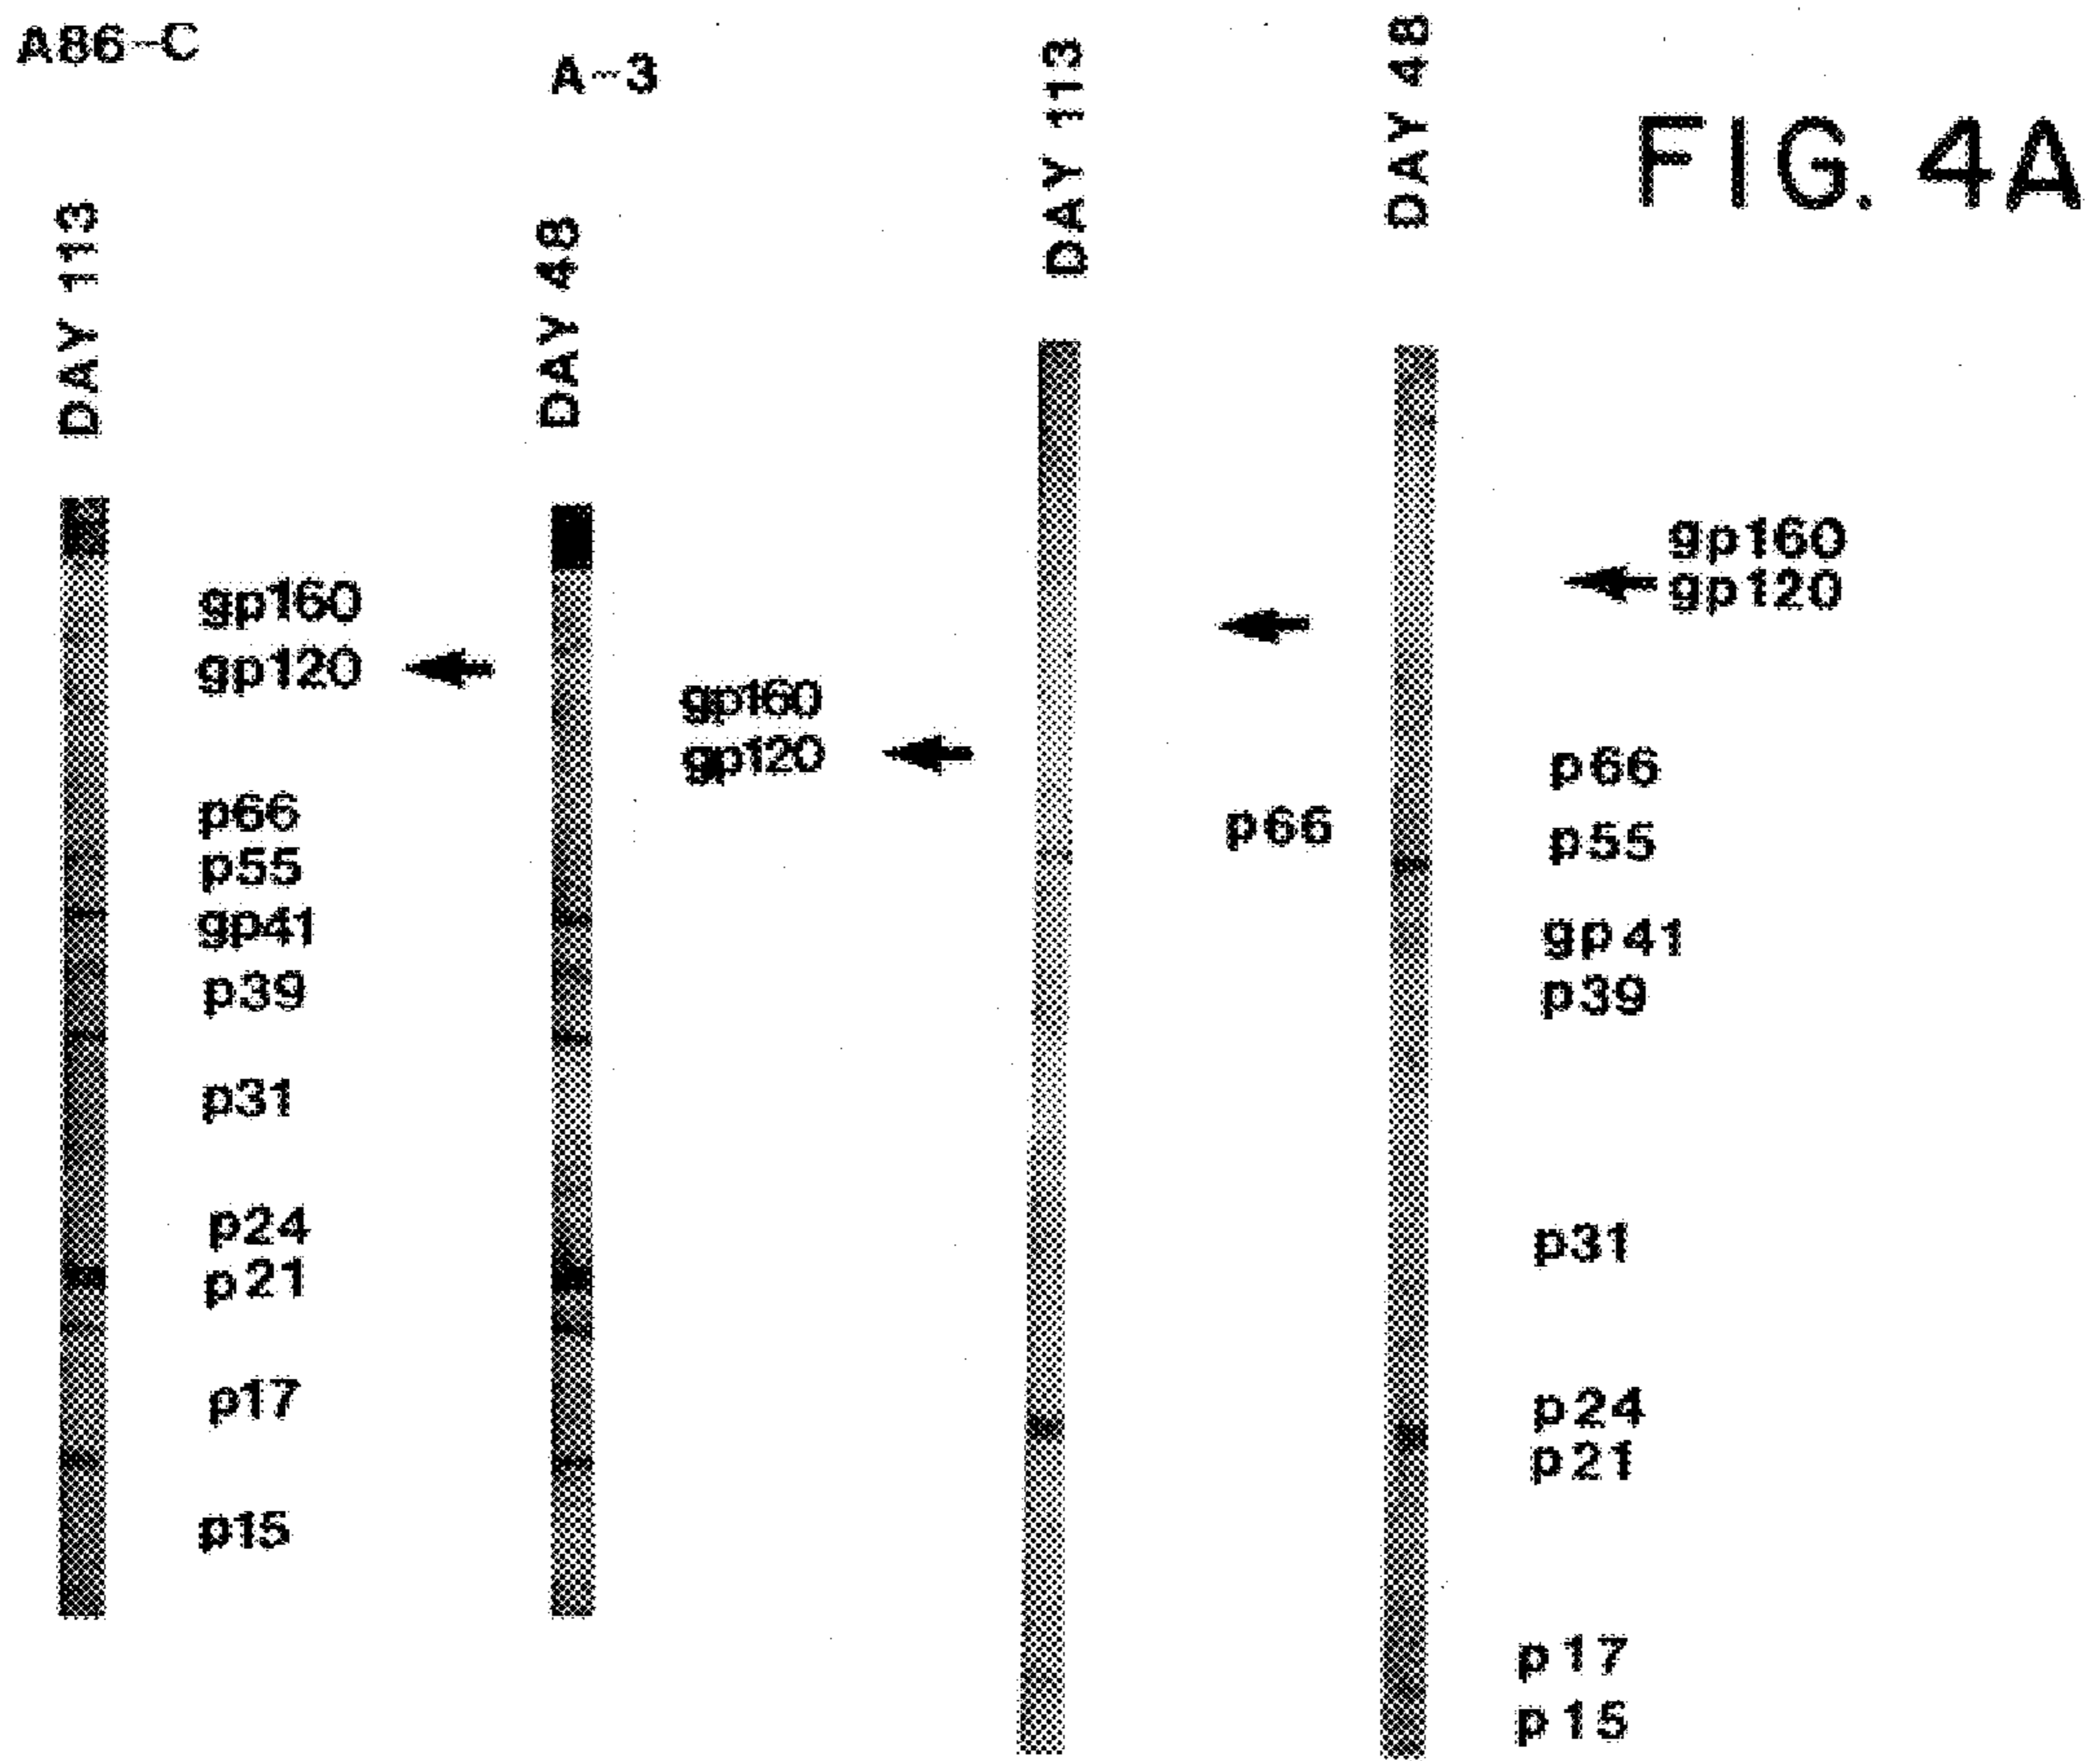 A86-C
A-3
FIG. 4A
DAY 113
gp160
gp120
p66
p55
gp41
p39
p31
p24
p21
p17
p15
DAY 48
gp160
gp120
DAY 113
p66
DAY 48
gp160
gp120
p66
p55
gp41
p39
p31
p24
p21
p17
p15